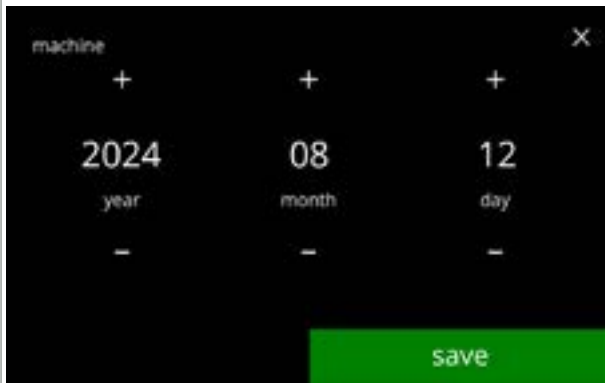 machine ×
+ + +
2024 08 12
year month day
− − −
save